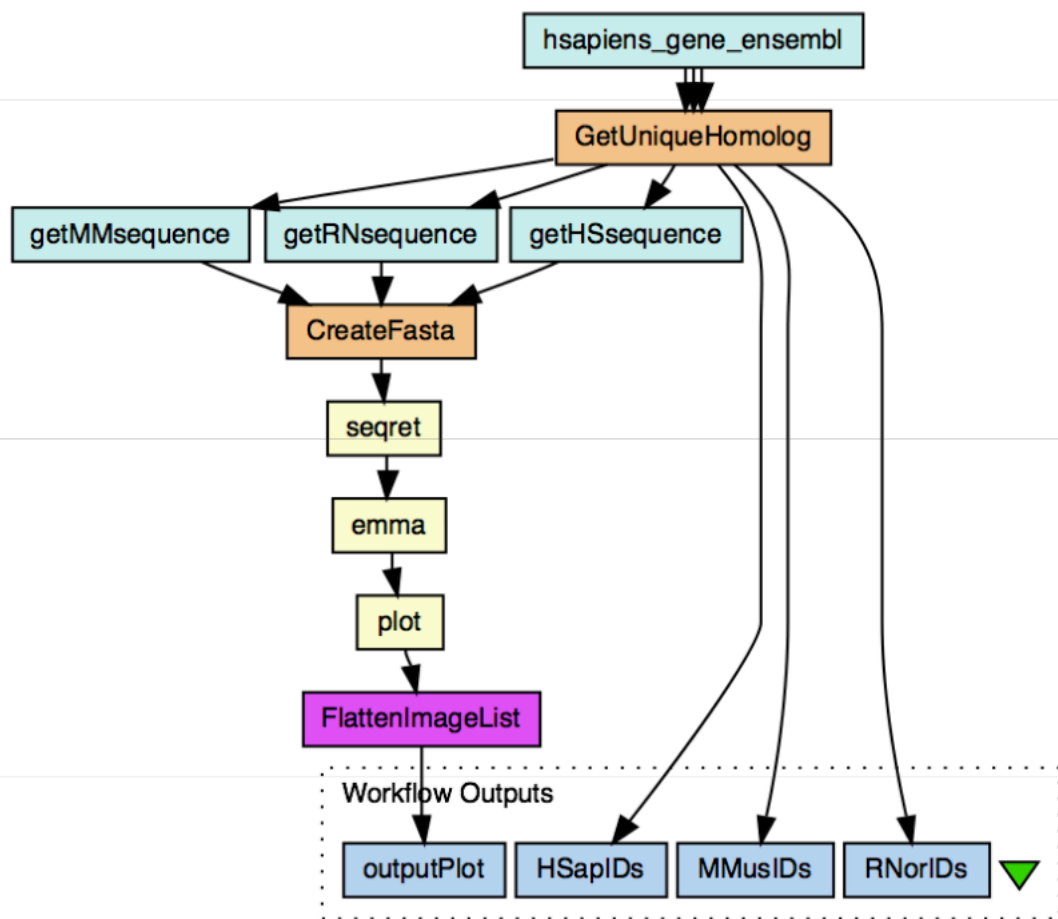 hsapiens_gene_ensembl
GetUniqueHomolog
getMMsequence
getRNsequence
getHSsequence
CreateFasta
seqret
emma
plot
FlattenImageList
Workflow Outputs
outputPlot
HSapIDs
MMusIDs
RNorIDs